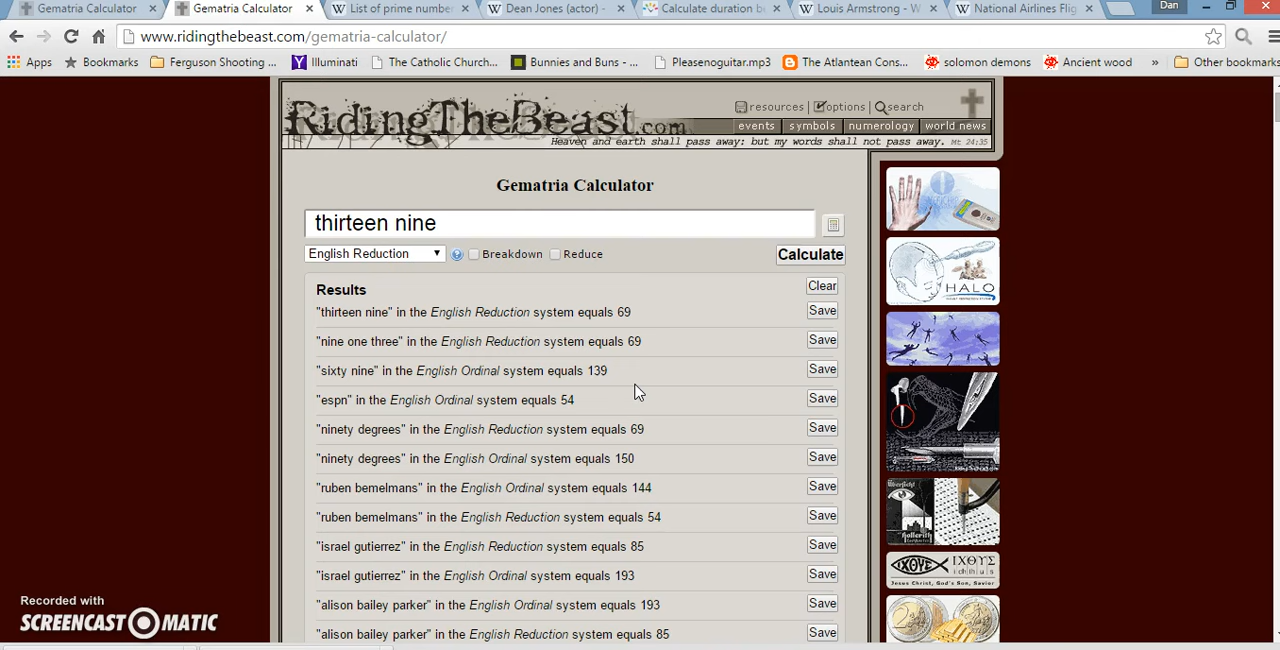 Gematria Calculator
Gematria Calculator
List of prime number
Dean Jones (actor) -
Calculate duration be
Louis Armstrong - W
National Airlines Flig
Dan
www.ridingthebeast.com/gematria-calculator/
Apps
Bookmarks
Ferguson Shooting ...
Illuminati
The Catholic Church...
Bunnies and Buns - ...
Pleasenoguitar.mp3
The Atlantean Cons...
solomon demons
Ancient wood
»
Other bookmarks
RidingTheBeast.com
resources | options | search
events | symbols | numerology | world news
Heaven and earth shall pass away: but my words shall not pass away. Mt 24:35
Gematria Calculator
thirteen nine
English Reduction
Breakdown
Reduce
Calculate
Results
Clear
"thirteen nine" in the English Reduction system equals 69
Save
"nine one three" in the English Reduction system equals 69
Save
"sixty nine" in the English Ordinal system equals 139
Save
"espn" in the English Ordinal system equals 54
Save
"ninety degrees" in the English Reduction system equals 69
Save
"ninety degrees" in the English Ordinal system equals 150
Save
"ruben bemelmans" in the English Ordinal system equals 144
Save
"ruben bemelmans" in the English Reduction system equals 54
Save
"israel gutierrez" in the English Reduction system equals 85
Save
"israel gutierrez" in the English Ordinal system equals 193
Save
"alison bailey parker" in the English Ordinal system equals 193
Save
"alison bailey parker" in the English Reduction system equals 85
Save
HALO
ΙΧΘΥΣ
Jesus Christ, God's Son, Savior
Recorded with
SCREENCAST-O-MATIC